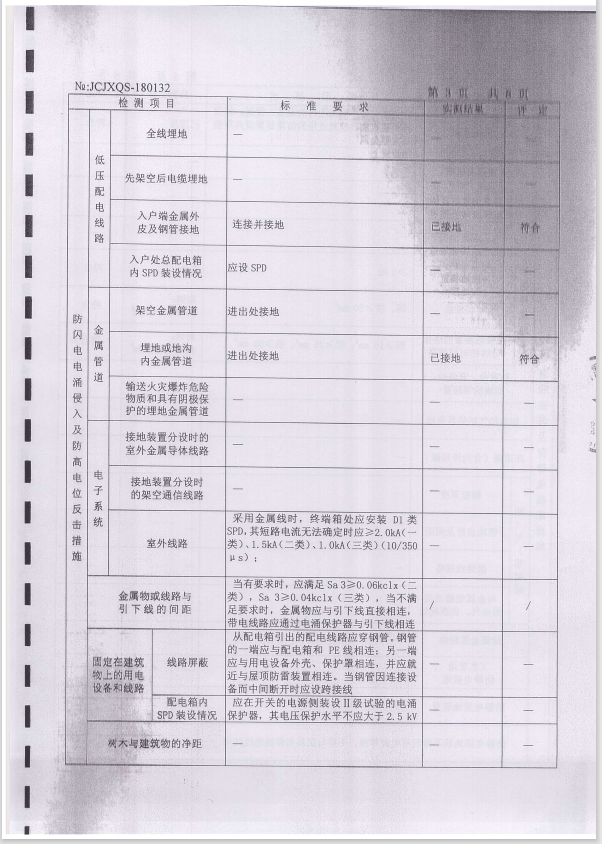 №:JCJXQS-180132
第 3 页 共 8 页
检 测 项 目 标 准 要 求 实测结果 评 定
防闪电电涌侵入及防高电位反击措施
低压配电线路
全线埋地 — — —
先架空后电缆埋地 — — —
入户端金属外
皮及钢管接地 连接并接地 已接地 符合
入户处总配电箱
内 SPD 装设情况 应设 SPD — —
金属管道
架空金属管道 进出处接地 — —
埋地或地沟
内金属管道 进出处接地 已接地 符合
输送火灾爆炸危险
物质和具有阴极保
护的埋地金属管道 — — —
电子系统
接地装置分设时的
室外金属导体线路 — — —
接地装置分设时
的架空通信线路 — — —
室外线路
采用金属线时，终端箱处应安装 D1 类
SPD,其短路电流无法确定时应≥2.0kA(一
类)、1.5kA(二类)、1.0kA(三类)(10/350
μs)；
— —
金属物或线路与
引下线的间距
当有要求时，应满足 Sa 3≥0.06kclx（二
类），Sa 3≥0.04kclx（三类），当不满
足要求时，金属物应与引下线直接相连，
带电线路应通过电涌保护器与引下线相连
/ /
固定在建筑
物上的用电
设备和线路
线路屏蔽
从配电箱引出的配电线路应穿钢管。钢管
的一端应与配电箱和 PE 线相连；另一端
应与用电设备外壳、保护罩相连，并应就
近与屋顶防雷装置相连。当钢管因连接设
备而中间断开时应设跨接线
— —
配电箱内
SPD 装设情况
应在开关的电源侧装设Ⅱ级试验的电涌
保护器，其电压保护水平不应大于 2.5 kV
— —
树木与建筑物的净距 — — —